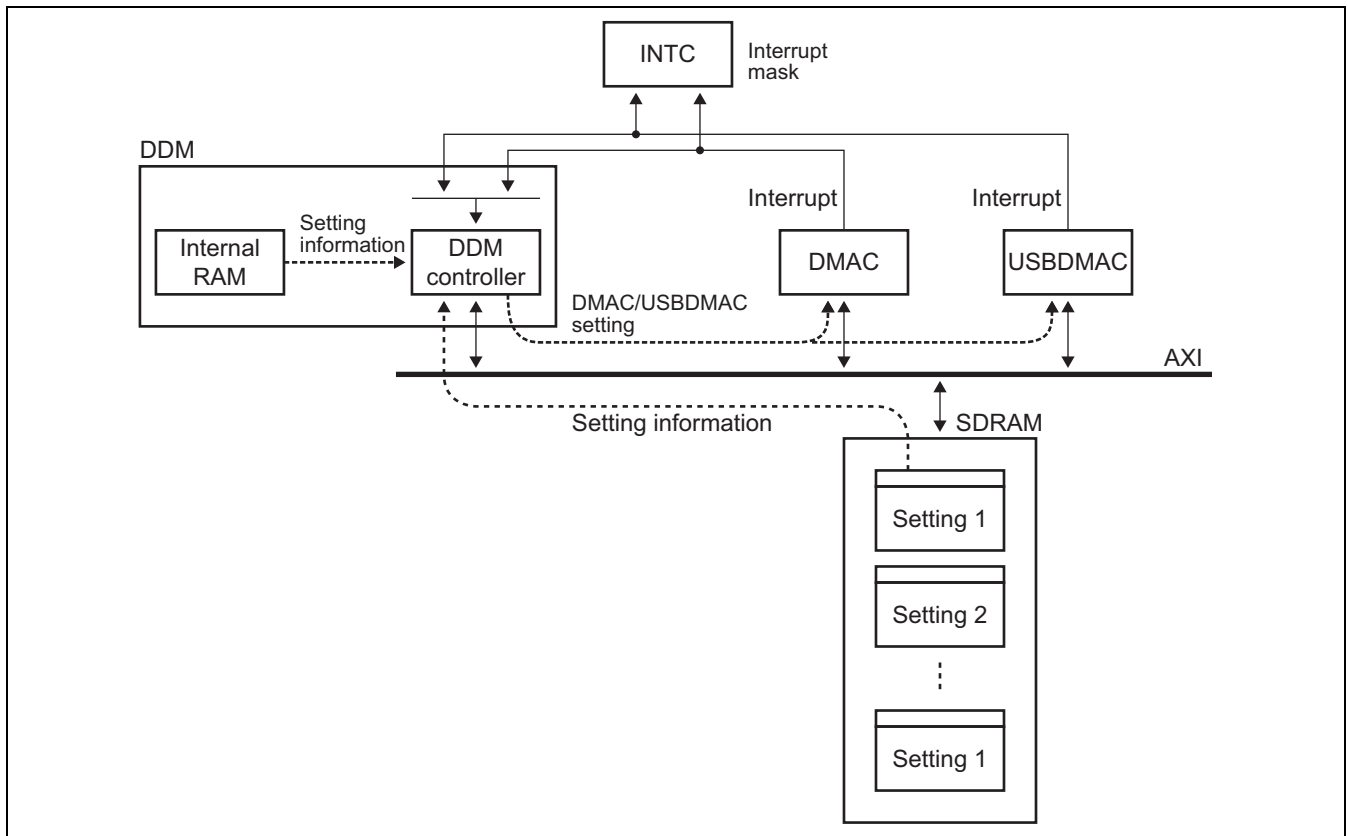 INTC
Interrupt
mask
DDM
Interrupt
Interrupt
Setting
information
Internal
RAM
DDM
controller
DMAC
USBDMAC
DMAC/USBDMAC
setting
AXI
Setting information
SDRAM
Setting 1
Setting 2
Setting 1